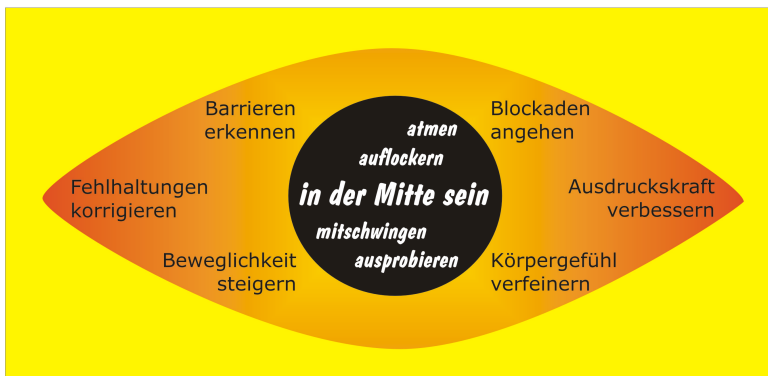 Barrieren
erkennen
Fehlhaltungen
korrigieren
Beweglichkeit
steigern
atmen
auflockern
in der Mitte sein
mitschwingen
ausprobieren
Blockaden
angehen
Ausdruckskraft
verbessern
Körpergefühl
verfeinern